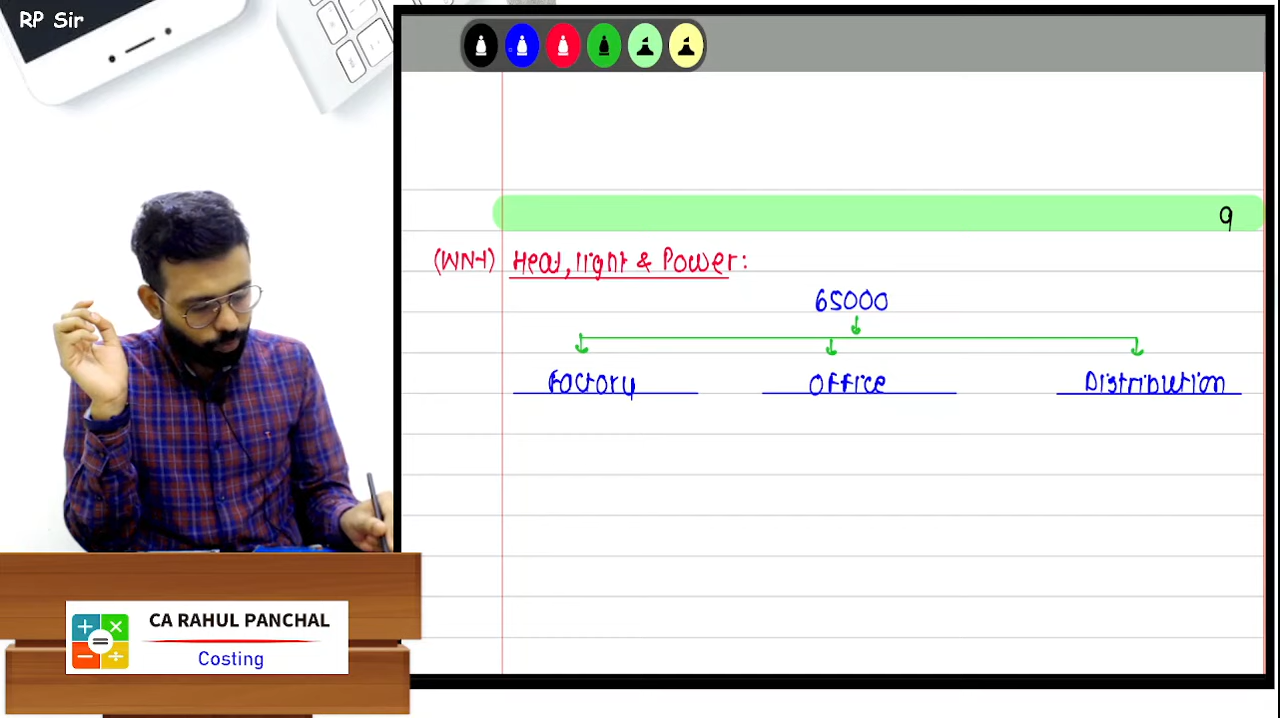 RP Sir
9
(WN-1) Heat, light & Power:
65000
Factory Office Distribution
CA RAHUL PANCHAL
Costing